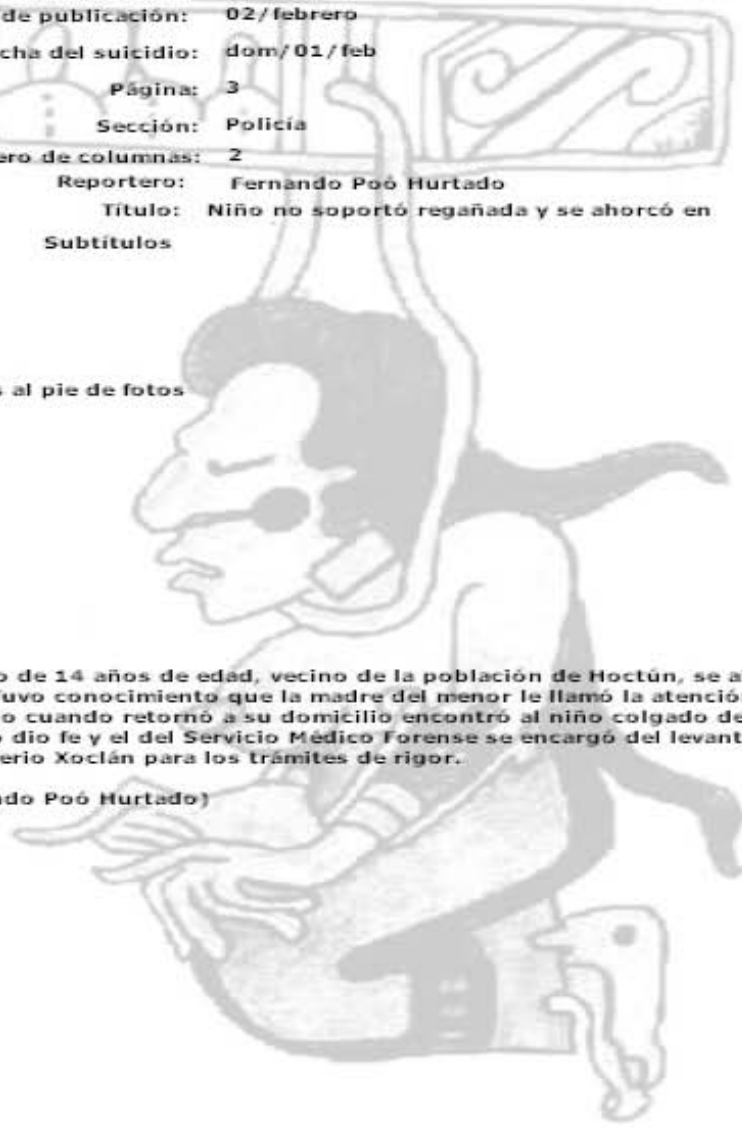 de publicación: 02/febrero
cha del suicidio: dom/01/feb
Página: 3
Sección: Policía
ero de columnas: 2
Reportero: Fernando Poó Hurtado
Título: Niño no soportó regañada y se ahorcó en
Subtítulos
s al pie de fotos
o de 14 años de edad, vecino de la población de Hoctún, se a
Tuvo conocimiento que la madre del menor le llamó la atenció
o cuando retornó a su domicilio encontró al niño colgado de
o dio fe y el del Servicio Médico Forense se encargó del levant
erio Xoclán para los trámites de rigor.
ndo Poó Hurtado)